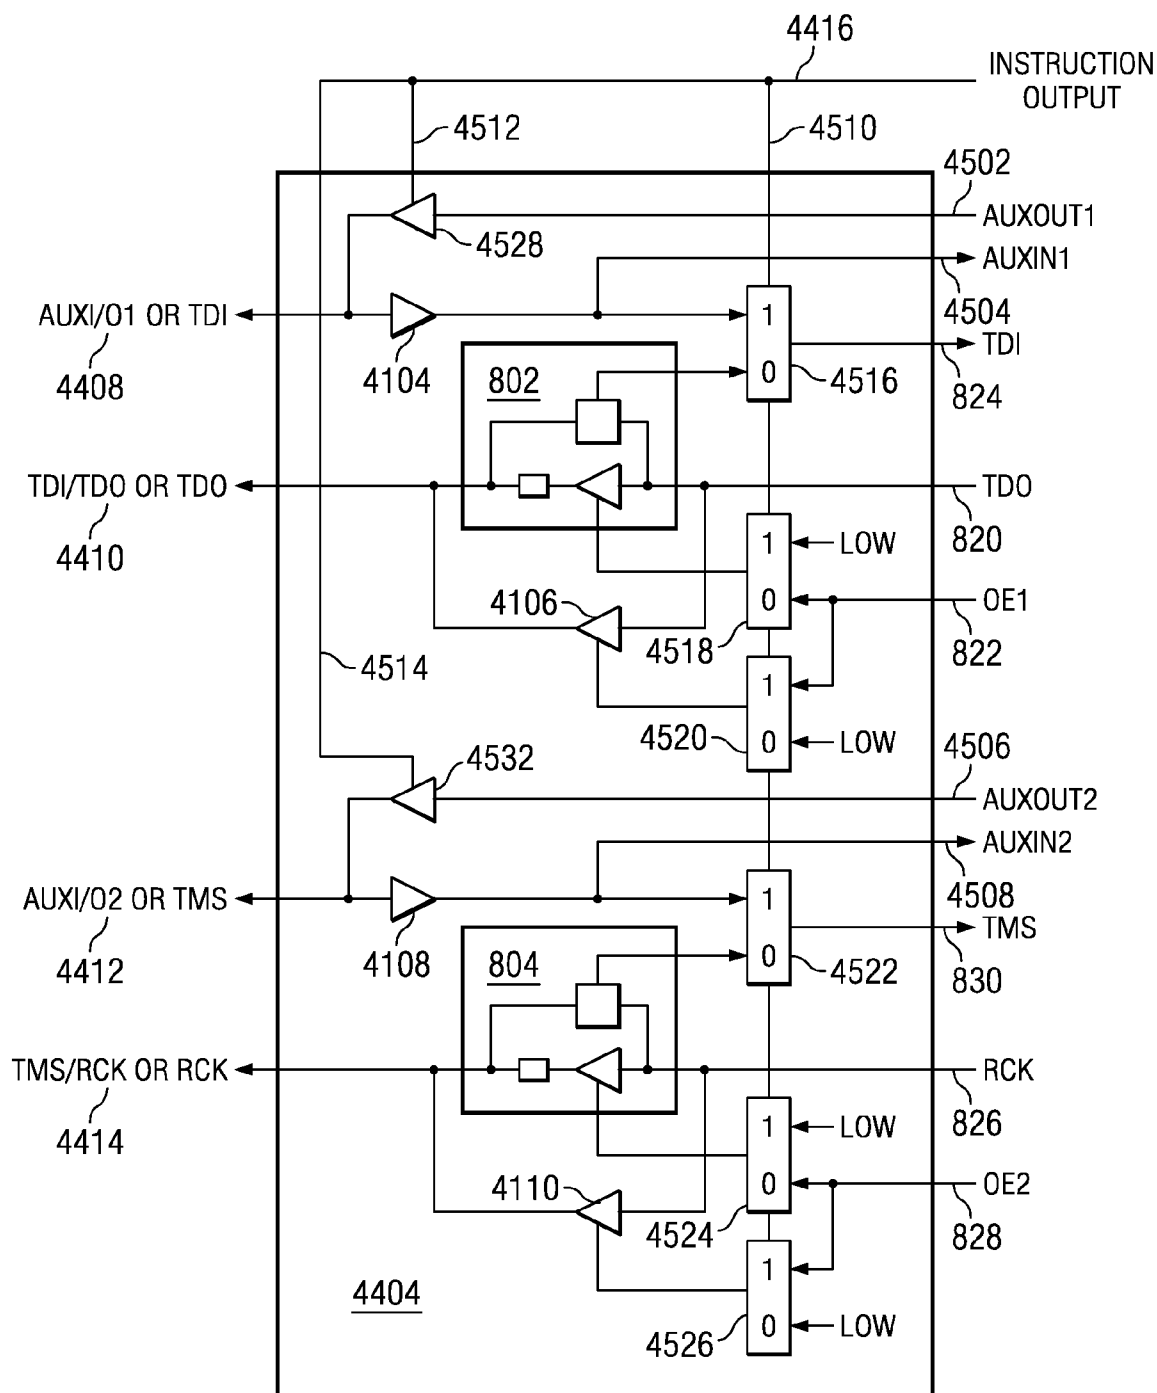 4416
INSTRUCTION
OUTPUT
4512
4510
4502
AUXOUT1
4528
AUXIN1
4504
AUXI/O1 OR TDI
4408
4104
1
0
4516
TDI
824
802
TDI/TDO OR TDO
4410
TDO
820
1
0
LOW
4106
4518
OE1
822
4514
1
0
4520
LOW
4532
4506
AUXOUT2
AUXIN2
4508
AUXI/O2 OR TMS
4412
4108
1
0
4522
TMS
830
804
TMS/RCK OR RCK
4414
RCK
826
1
0
LOW
4110
4524
OE2
828
4404
1
0
4526
LOW